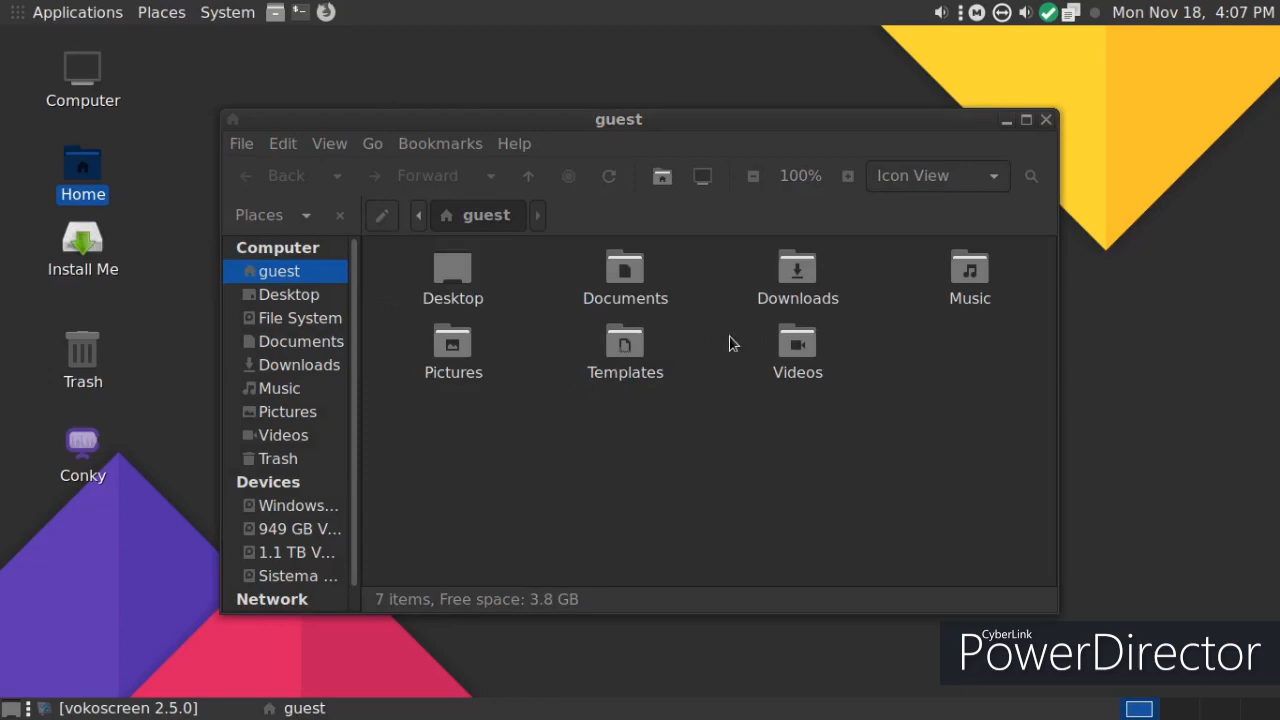 Applications Places System
Mon Nov 18, 4:07 PM
Computer
Home
Install Me
Trash
Conky
guest
File Edit View Go Bookmarks Help
Back Forward 100% Icon View
Places guest
Computer
guest
Desktop
File System
Documents
Downloads
Music
Pictures
Videos
Trash
Devices
Windows...
949 GB V...
1.1 TB V...
Sistema ...
Network
Desktop Documents Downloads Music
Pictures Templates Videos
7 items, Free space: 3.8 GB
CyberLink
PowerDirector
[vokoscreen 2.5.0] guest